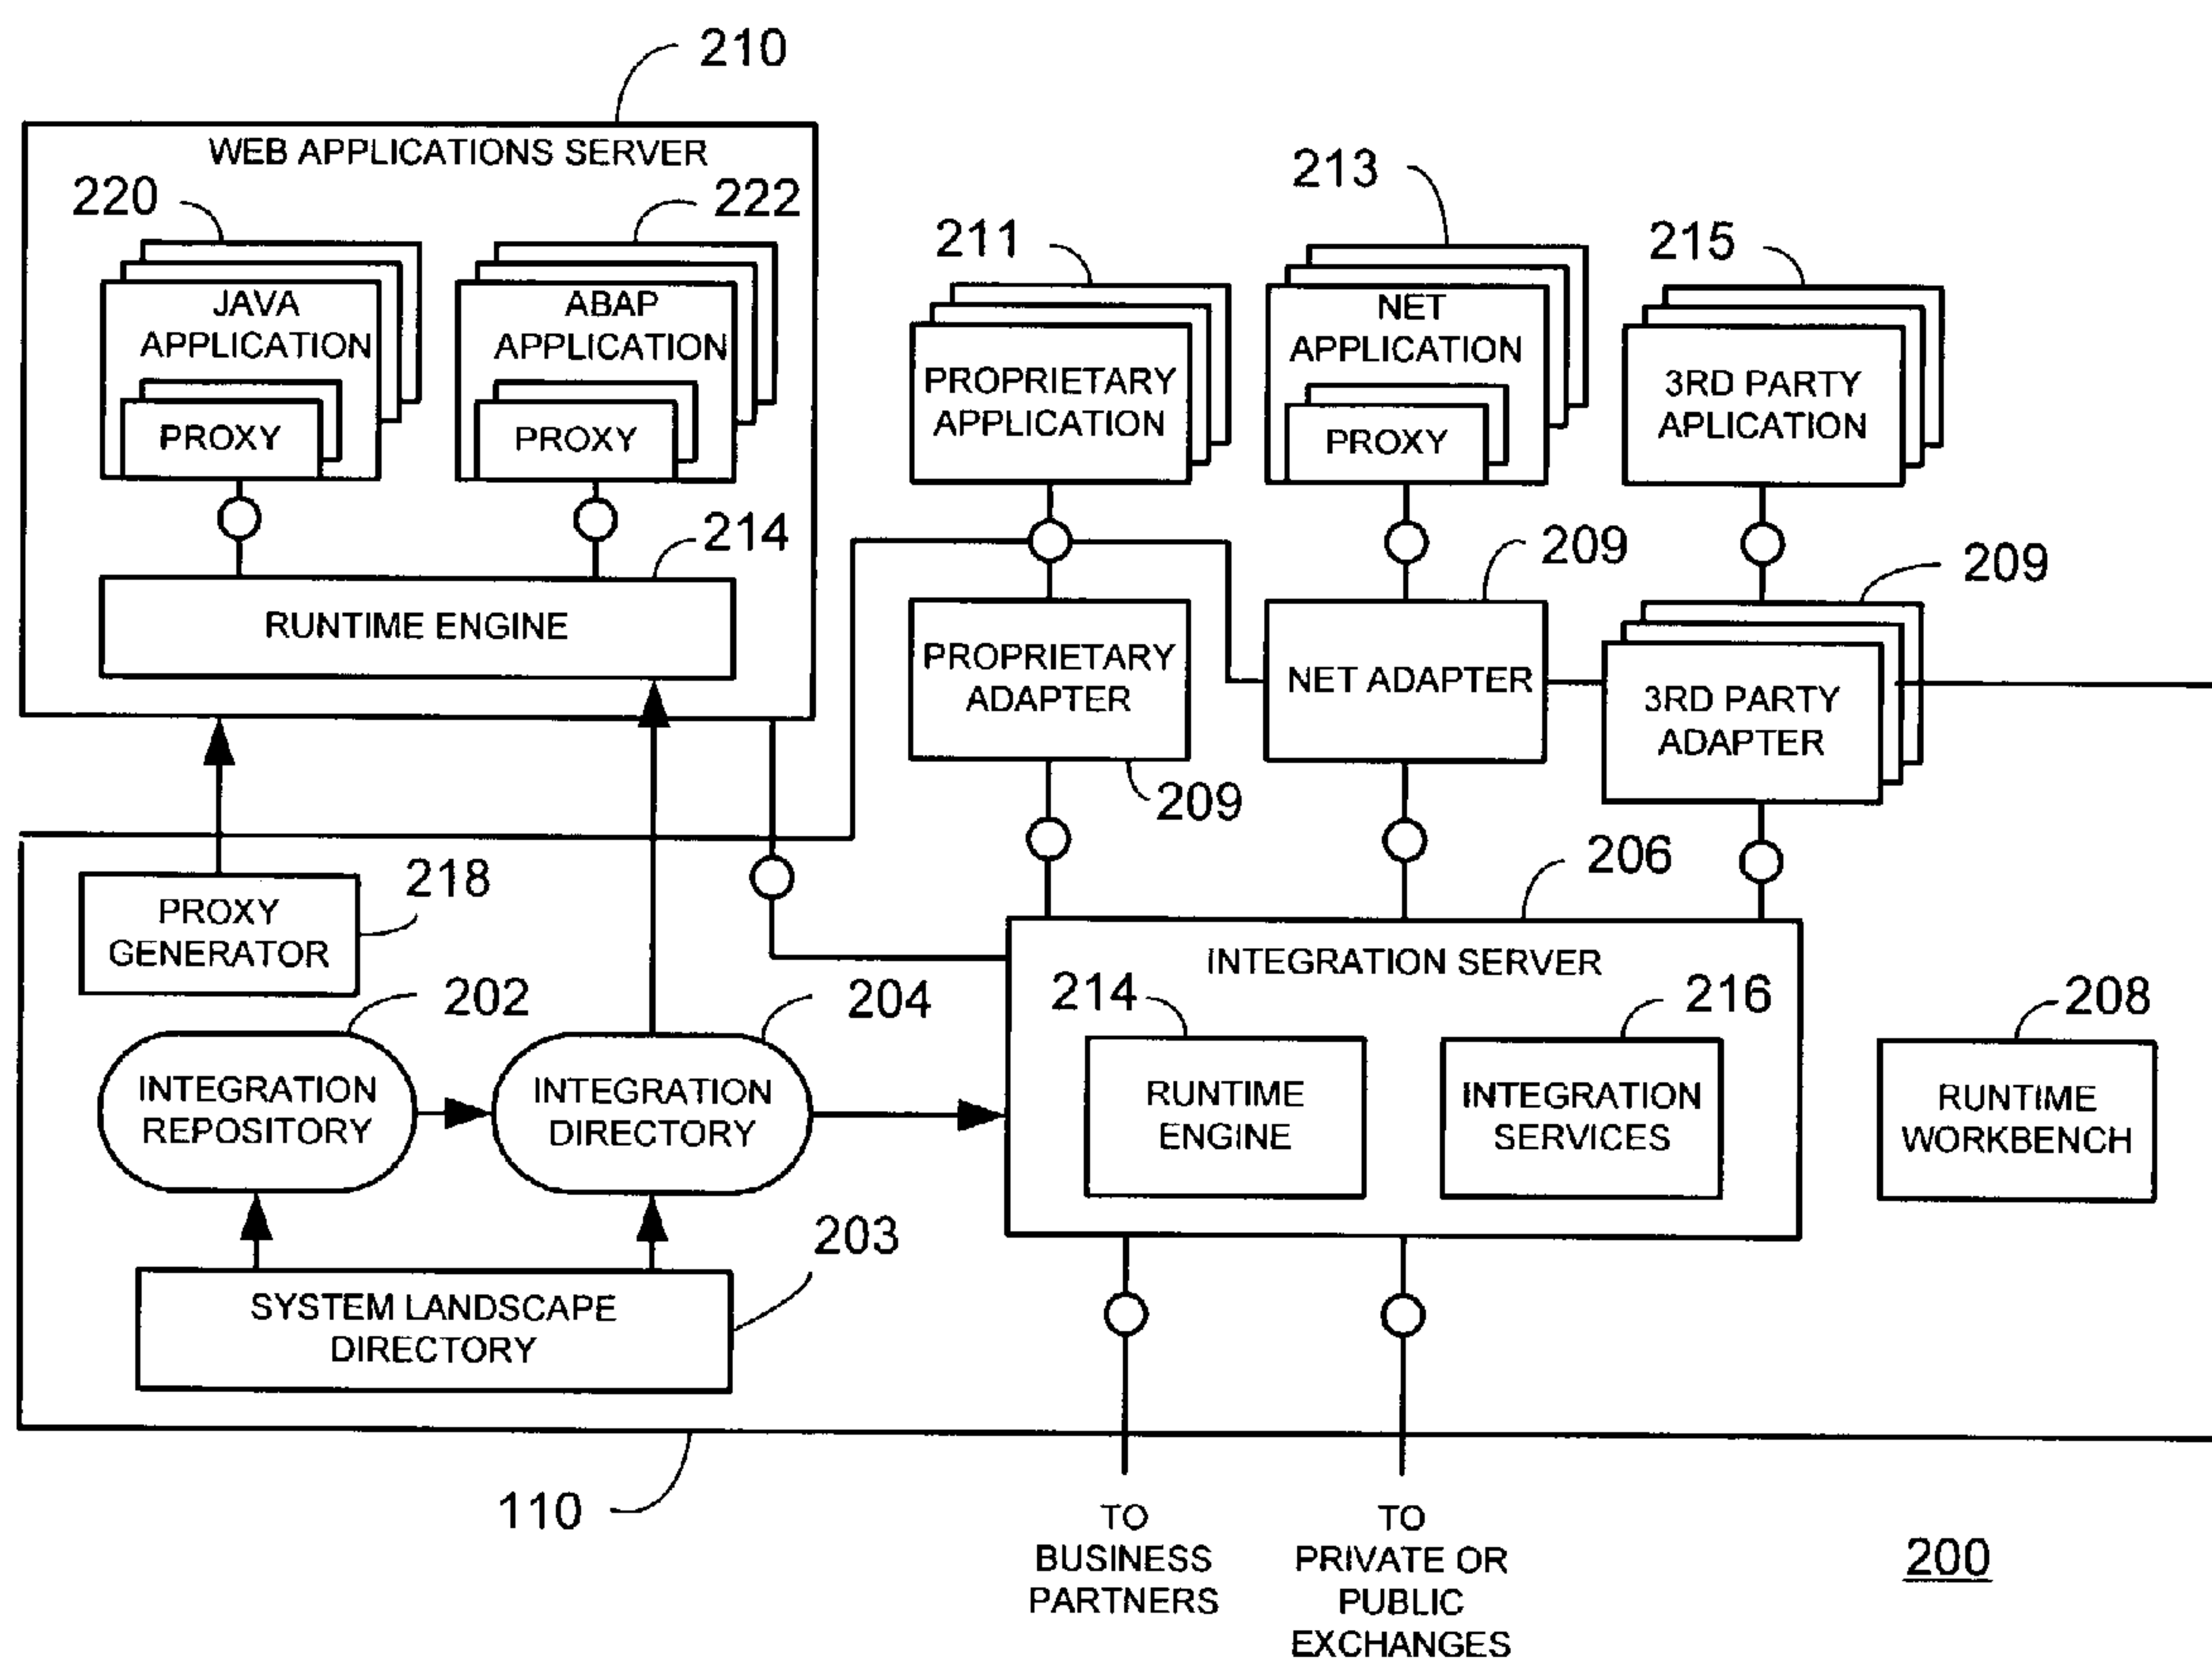 210
WEB APPLICATIONS SERVER
220
222
JAVA
APPLICATION
PROXY
ABAP
APPLICATION
PROXY
214
RUNTIME ENGINE
211
PROPRIETARY
APPLICATION
213
NET
APPLICATION
PROXY
215
3RD PARTY
APLICATION
PROPRIETARY
ADAPTER
209
209
NET ADAPTER
209
3RD PARTY
ADAPTER
218
PROXY
GENERATOR
202
INTEGRATION
REPOSITORY
204
INTEGRATION
DIRECTORY
203
SYSTEM LANDSCAPE
DIRECTORY
206
INTEGRATION SERVER
214
RUNTIME
ENGINE
216
INTEGRATION
SERVICES
208
RUNTIME
WORKBENCH
110
TO
BUSINESS
PARTNERS
TO
PRIVATE OR
PUBLIC
EXCHANGES
200